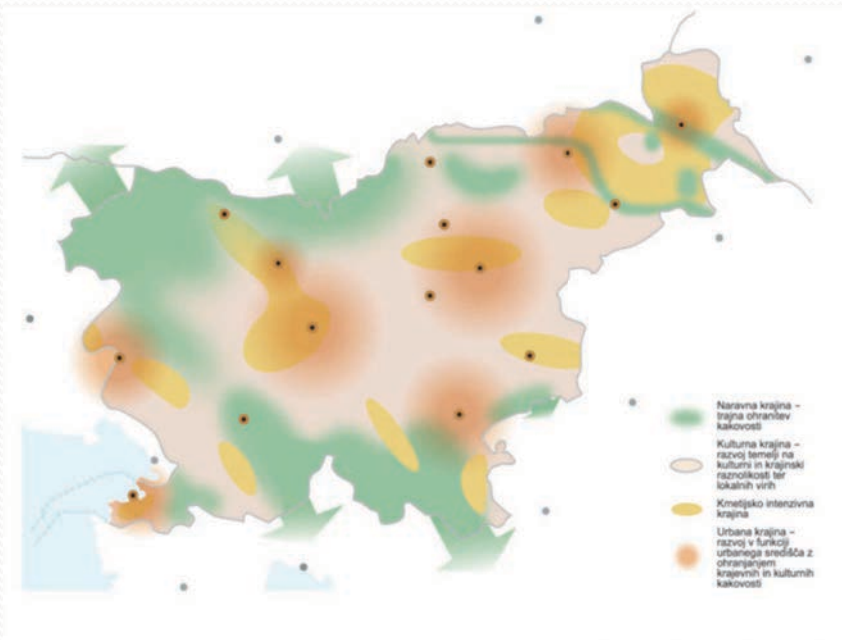 Naravna krajina –
trajna ohranitev
kakovosti
Kulturna krajina –
razvoj temelji na
kulturni in krajinski
raznolikosti ter
lokalnih virih
Kmetijsko intenzivna
krajina
Urbana krajina –
razvoj v funkciji
urbanega središča z
ohranjanjem
krajevnih in kulturnih
kakovosti